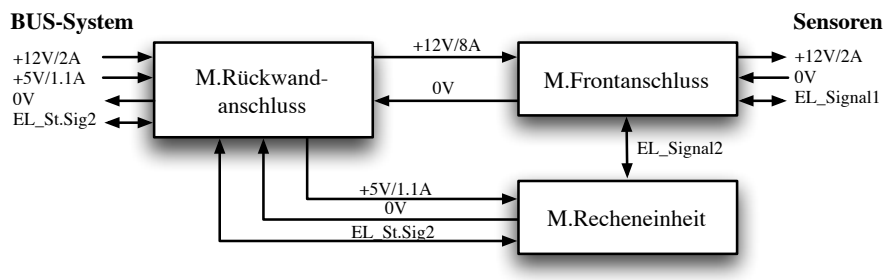 BUS-System
Sensoren
+12V/2A
+5V/1.1A
0V
EL_St.Sig2
M.Rückwand-
anschluss
+12V/8A
0V
M.Frontanschluss
+12V/2A
0V
EL_Signal1
EL_Signal2
+5V/1.1A
0V
EL_St.Sig2
M.Recheneinheit